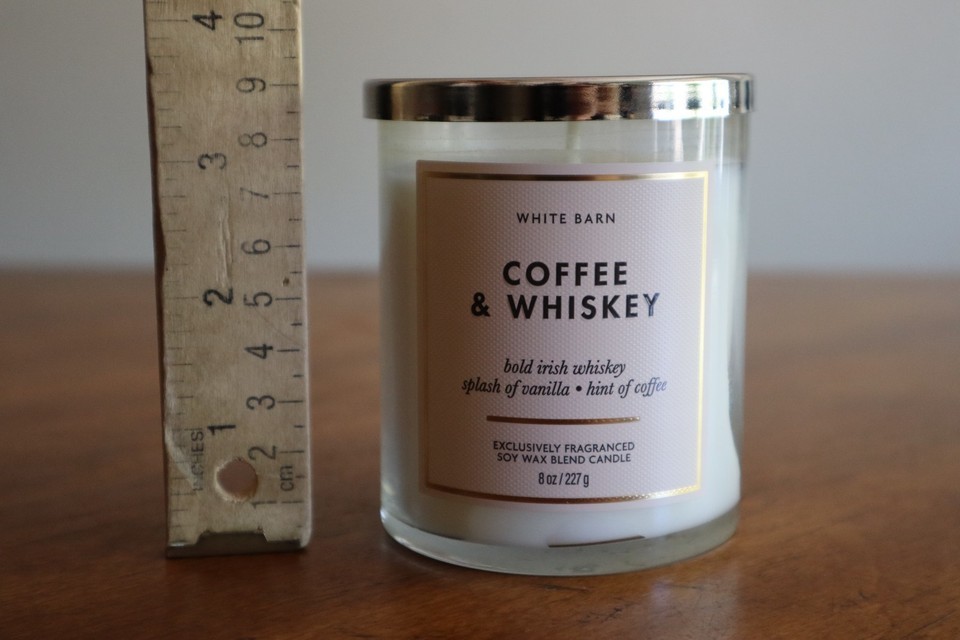 4 10
9
8
3
7
6
2 5
4
3
1
2
INCHES
cm
1
WHITE BARN
COFFEE
& WHISKEY
bold irish whiskey
splash of vanilla • hint of coffee
EXCLUSIVELY FRAGRANCED
SOY WAX BLEND CANDLE
8 oz / 227 g